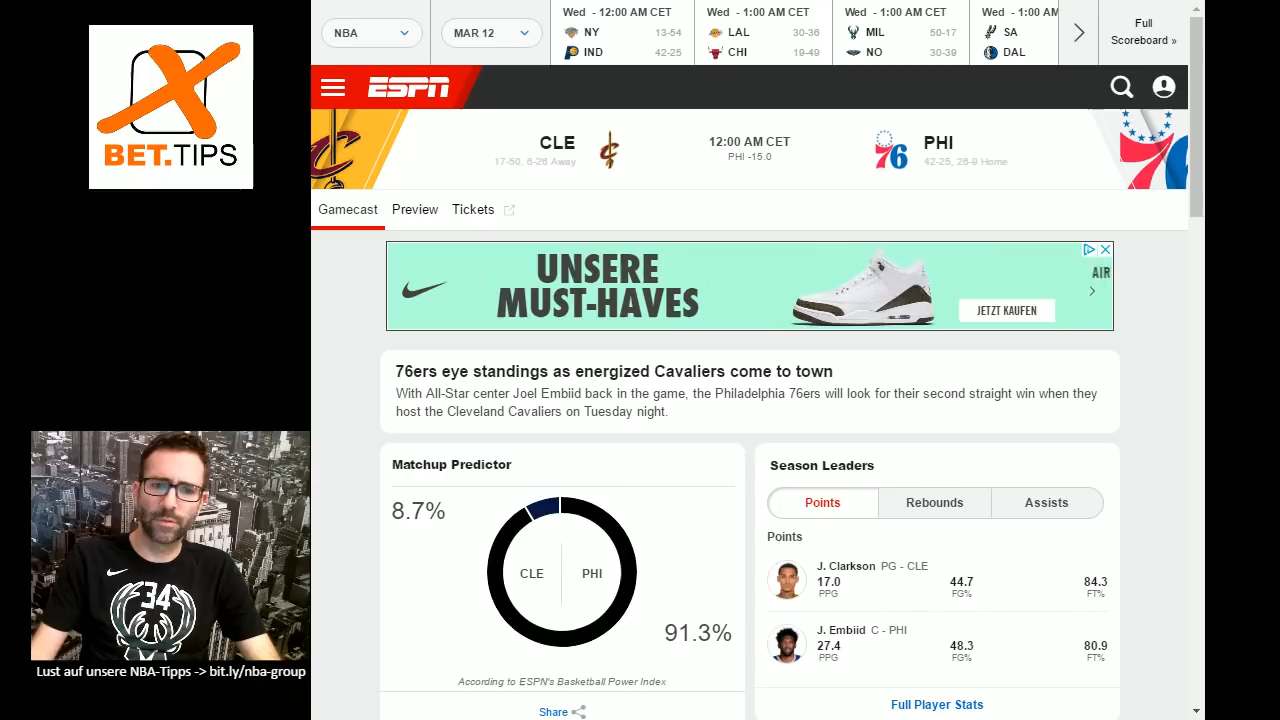 BET.TIPS
NBA
MAR 12
Wed - 12:00 AM CET
NY 13-54
IND 42-25
Wed - 1:00 AM CET
LAL 30-36
CHI 19-49
Wed - 1:00 AM CET
MIL 50-17
NO 30-39
Wed - 1:00 AM
SA
DAL
Full
Scoreboard »
ESPN
CLE
17-50, 6-26 Away
12:00 AM CET
PHI -15.0
76
PHI
42-25, 26-9 Home
Gamecast Preview Tickets
UNSERE
MUST-HAVES
AIR
JETZT KAUFEN
76ers eye standings as energized Cavaliers come to town
With All-Star center Joel Embiid back in the game, the Philadelphia 76ers will look for their second straight win when they
host the Cleveland Cavaliers on Tuesday night.
Matchup Predictor
8.7%
CLE PHI
91.3%
According to ESPN's Basketball Power Index
Share
Season Leaders
Points Rebounds Assists
Points
J. Clarkson PG - CLE
17.0 44.7 84.3
PPG FG% FT%
J. Embiid C - PHI
27.4 48.3 80.9
PPG FG% FT%
Full Player Stats
34
Lust auf unsere NBA-Tipps -> bit.ly/nba-group